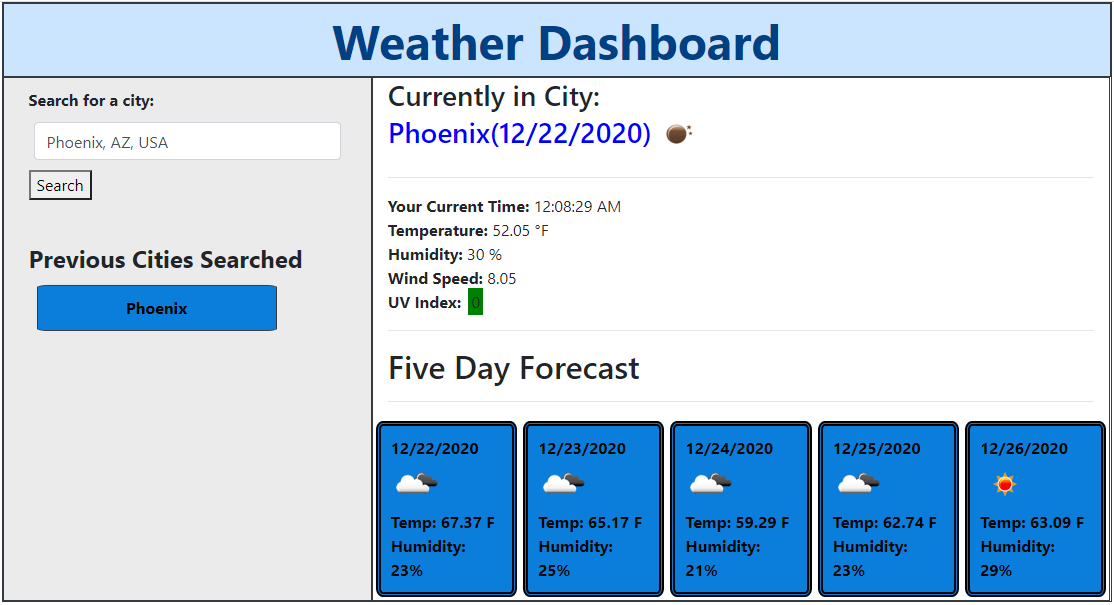 Weather Dashboard
Search for a city:
Phoenix, AZ, USA
Search
Previous Cities Searched
Phoenix
Currently in City:
Phoenix(12/22/2020)
Your Current Time: 12:08:29 AM
Temperature: 52.05 °F
Humidity: 30 %
Wind Speed: 8.05
UV Index: 0
Five Day Forecast
12/22/2020
Temp: 67.37 F
Humidity:
23%
12/23/2020
Temp: 65.17 F
Humidity:
25%
12/24/2020
Temp: 59.29 F
Humidity:
21%
12/25/2020
Temp: 62.74 F
Humidity:
23%
12/26/2020
Temp: 63.09 F
Humidity:
29%